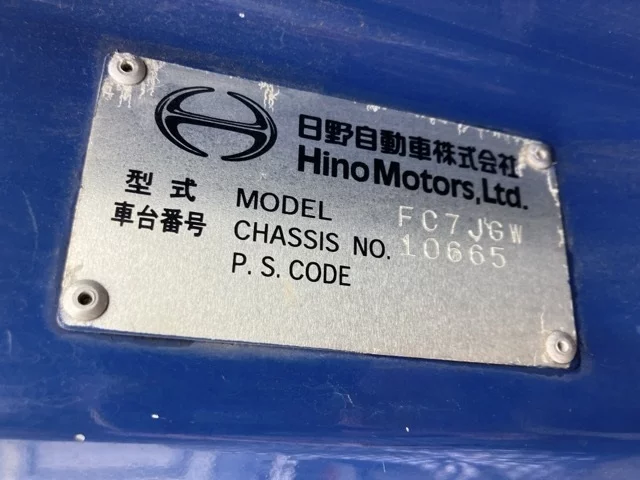 日野自動車株式会社
Hino Motors, Ltd.
型式 MODEL FC7JGW
車台番号 CHASSIS NO. 10665
P. S. CODE